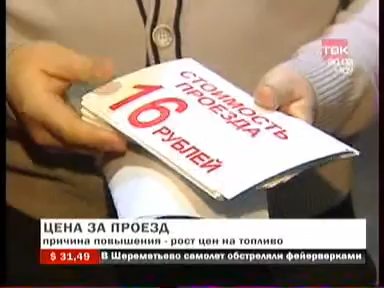 ТВК
СТОИМОСТЬ
ПРОЕЗДА
16
РУБЛЕЙ
ЦЕНА ЗА ПРОЕЗД
причина повышения - рост цен на топливо
$ 31,49
В Шереметьево самолет обстреляли фейерверками